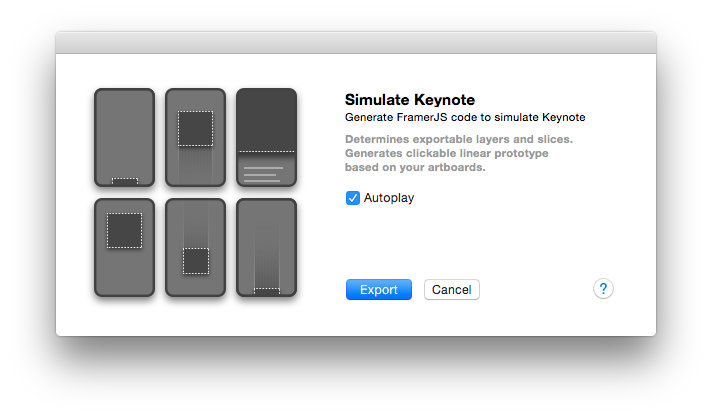 Simulate Keynote
Generate FramerJS code to simulate Keynote
Determines exportable layers and slices.
Generates clickable linear prototype
based on your artboards.
Autoplay
Export Cancel ?